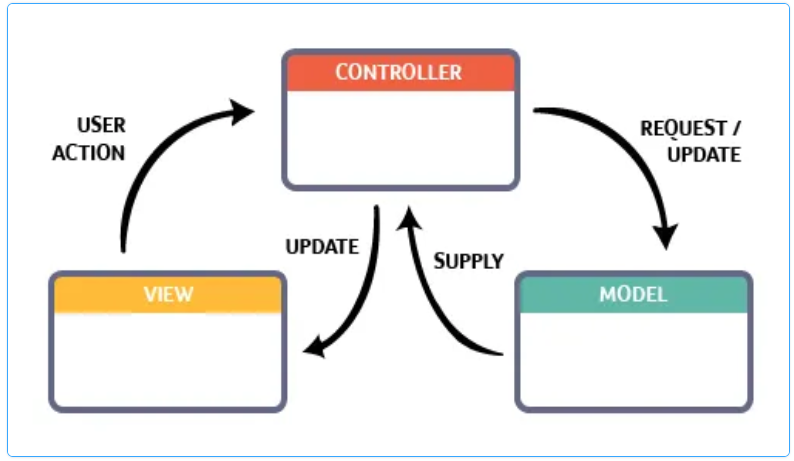 CONTROLLER
USER
ACTION
REQUEST /
UPDATE
UPDATE
SUPPLY
VIEW
MODEL